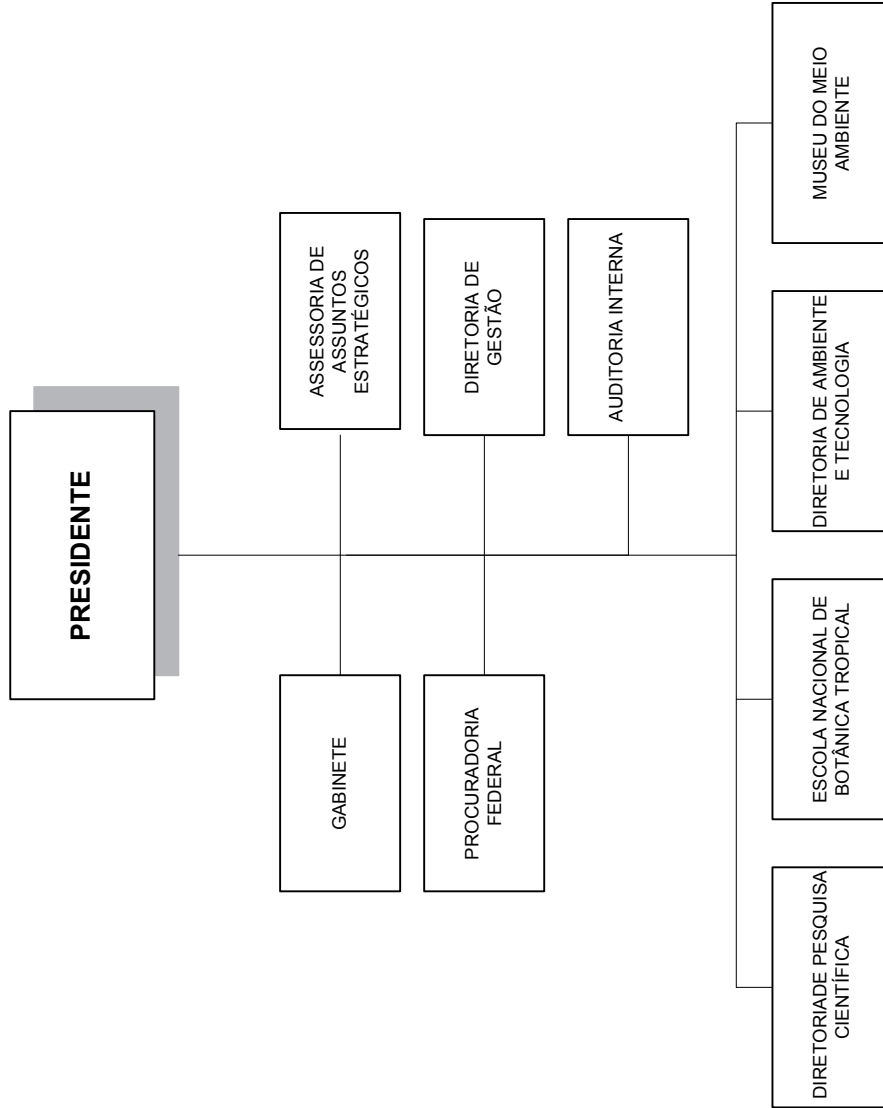 PRESIDENTE
GABINETE
ASSESSORIA DE
ASSUNTOS
ESTRATÉGICOS
PROCURADORIA
FEDERAL
DIRETORIA DE
GESTÃO
AUDITORIA INTERNA
DIRETORIADE PESQUISA
CIENTÍFICA
ESCOLA NACIONAL DE
BOTÂNICA TROPICAL
DIRETORIA DE AMBIENTE
E TECNOLOGIA
MUSEU DO MEIO
AMBIENTE